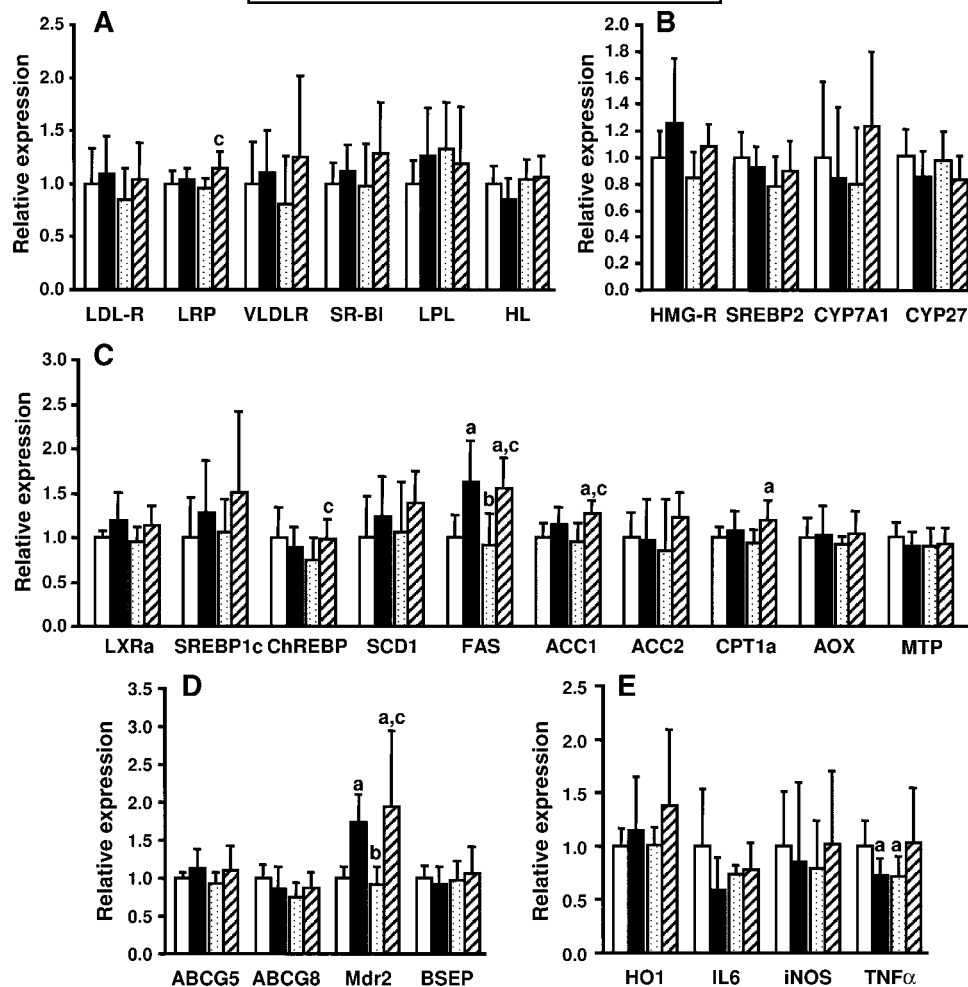 A
Relative expression
2.5
2.0
1.5
1.0
0.5
0.0
c
LDL-R LRP VLDLR SR-BI LPL HL
B
Relative expression
2.0
1.8
1.6
1.4
1.2
1.0
0.8
0.6
0.4
0.2
0.0
HMG-R SREBP2 CYP7A1 CYP27
C
Relative expression
3.0
2.5
2.0
1.5
1.0
0.5
0.0
c a b a,c a,c a
LXRa SREBP1c ChREBP SCD1 FAS ACC1 ACC2 CPT1a AOX MTP
D
Relative expression
3.5
3.0
2.5
2.0
1.5
1.0
0.5
0.0
a b a,c
ABCG5 ABCG8 Mdr2 BSEP
E
Relative expression
2.5
2.0
1.5
1.0
0.5
0.0
a a
HO1 IL6 iNOS TNFα